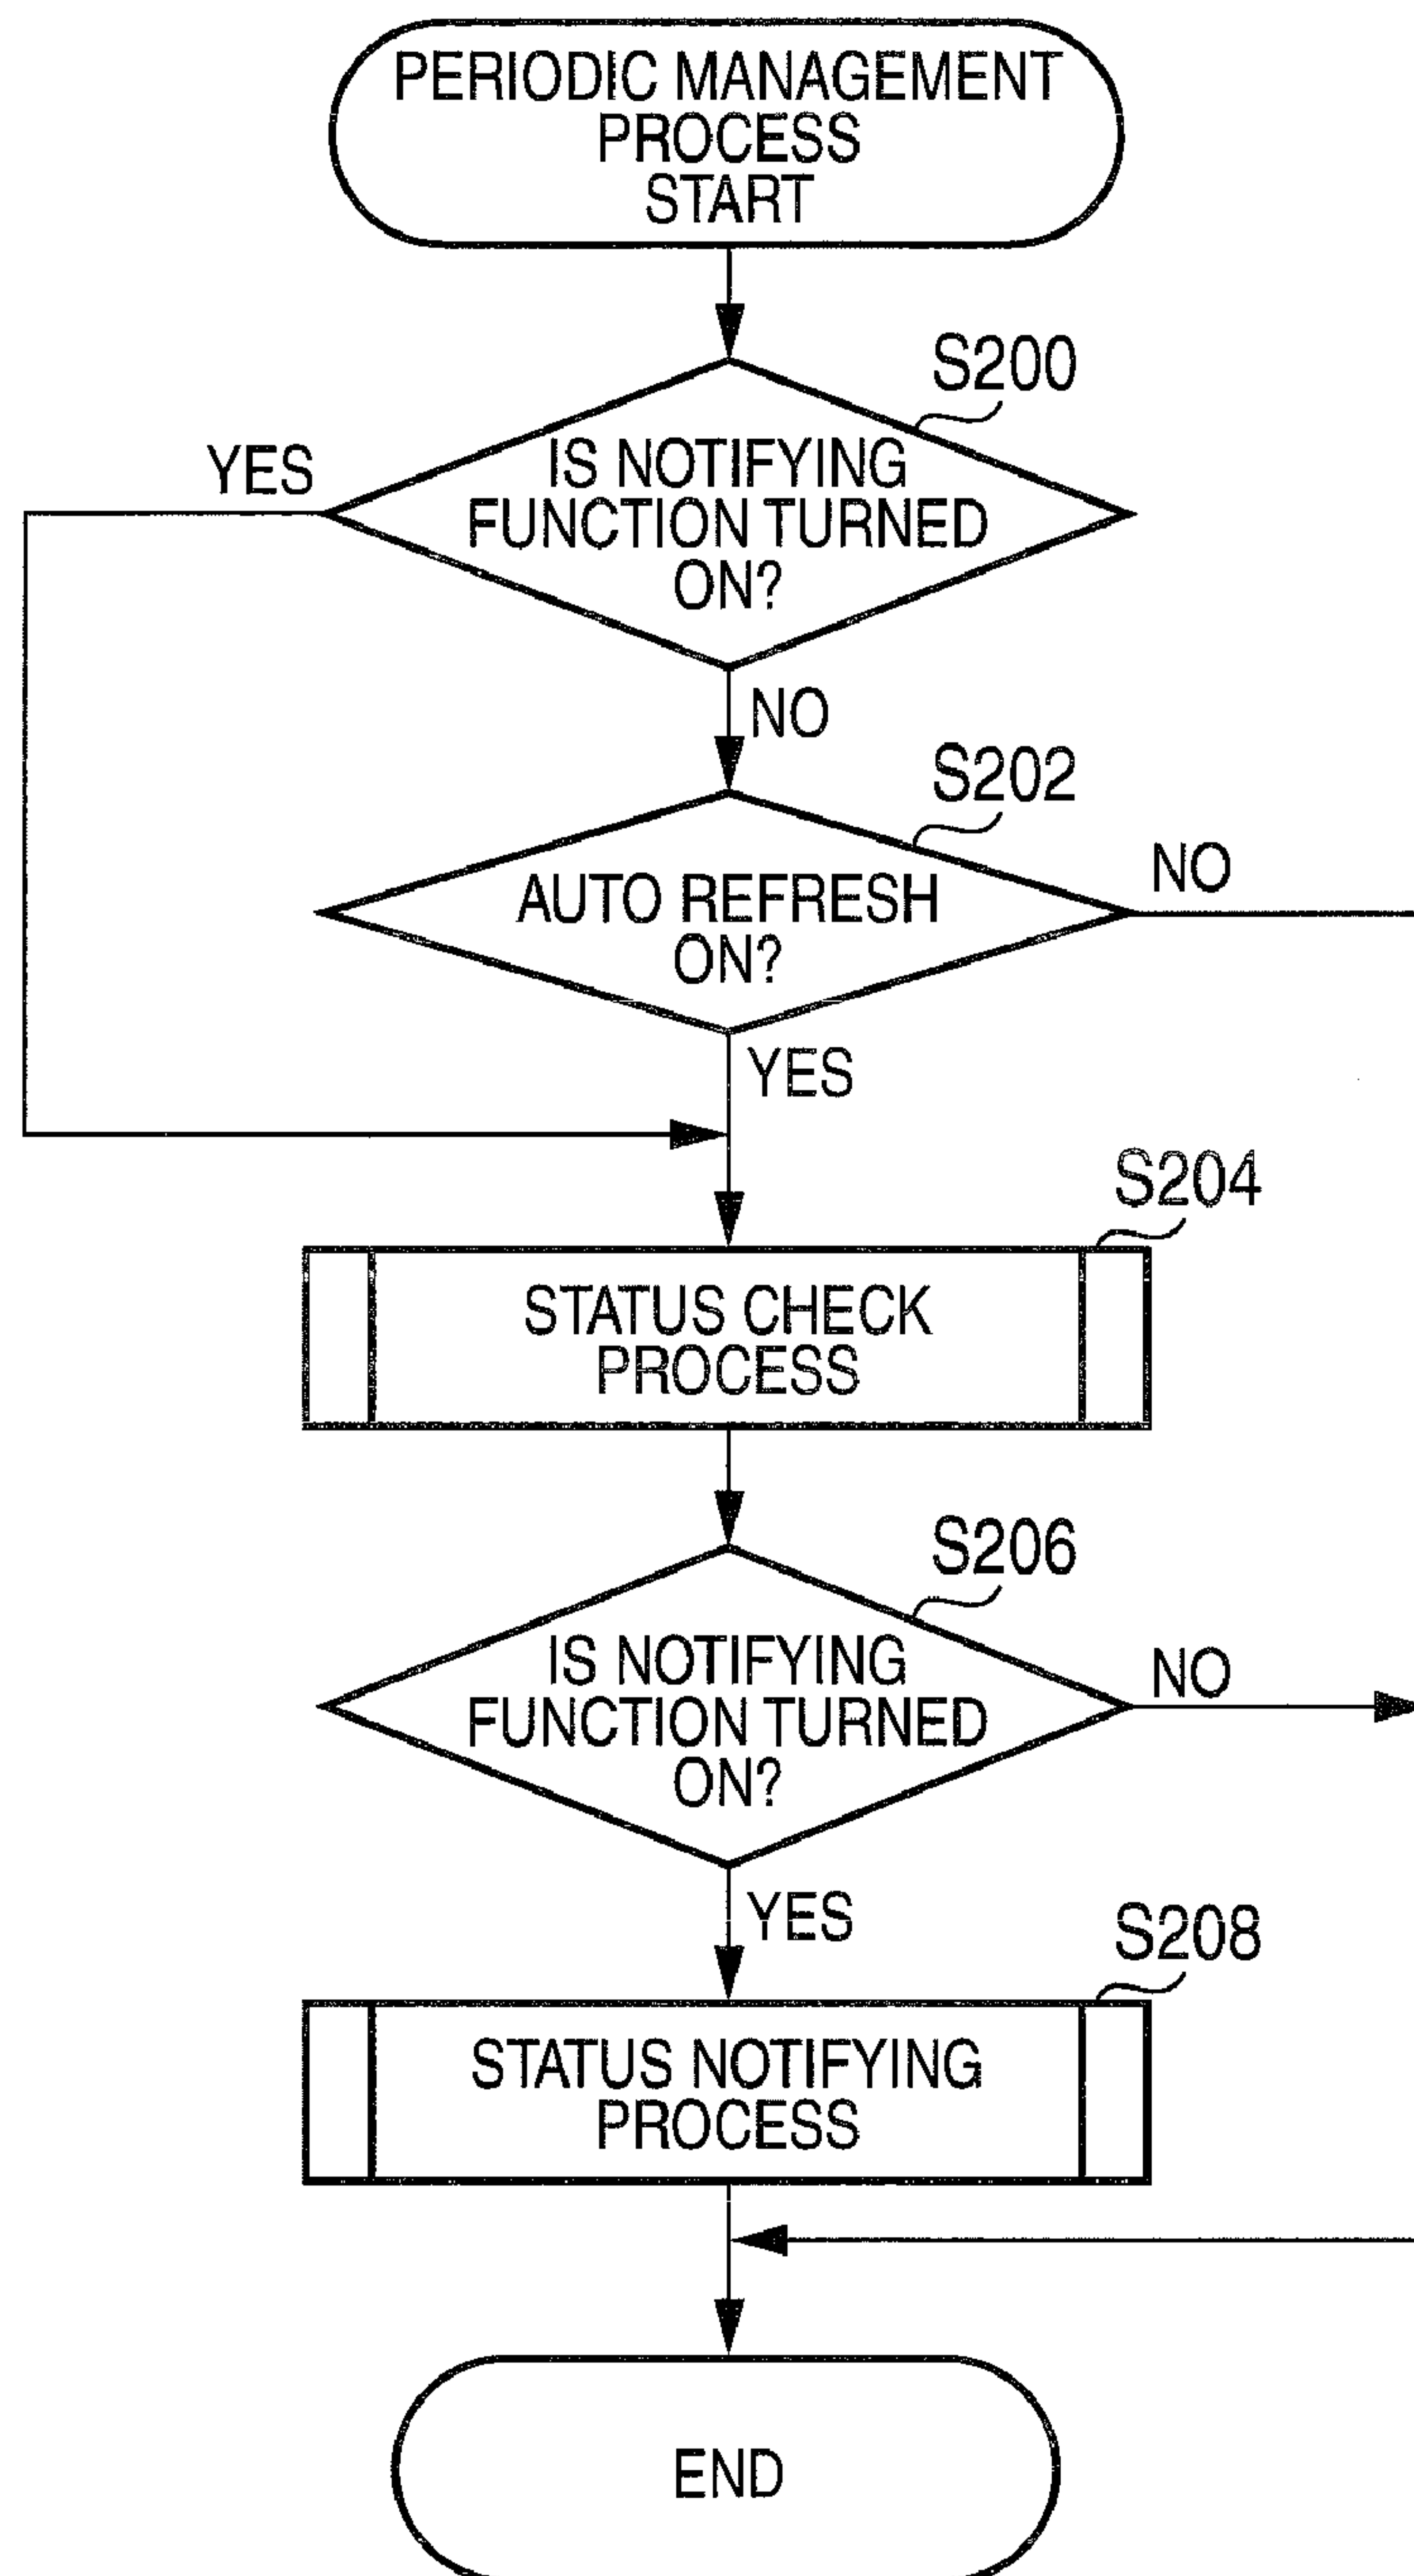 PERIODIC MANAGEMENT
PROCESS
START
S200
YES
IS NOTIFYING
FUNCTION TURNED
ON?
NO
S202
AUTO REFRESH
ON?
NO
YES
S204
STATUS CHECK
PROCESS
S206
IS NOTIFYING
FUNCTION TURNED
ON?
NO
YES
S208
STATUS NOTIFYING
PROCESS
END